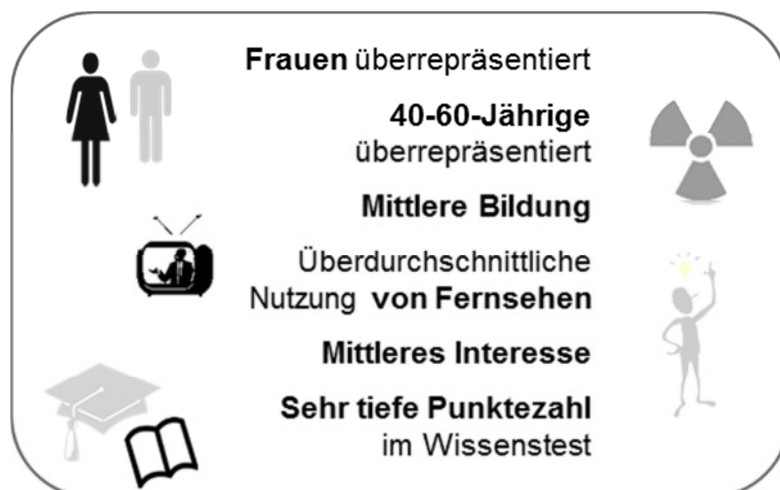 Frauen überrepräsentiert
40-60-Jährige
überrepräsentiert
Mittlere Bildung
Überdurchschnittliche
Nutzung von Fernsehen
Mittleres Interesse
Sehr tiefe Punktezahl
im Wissenstest